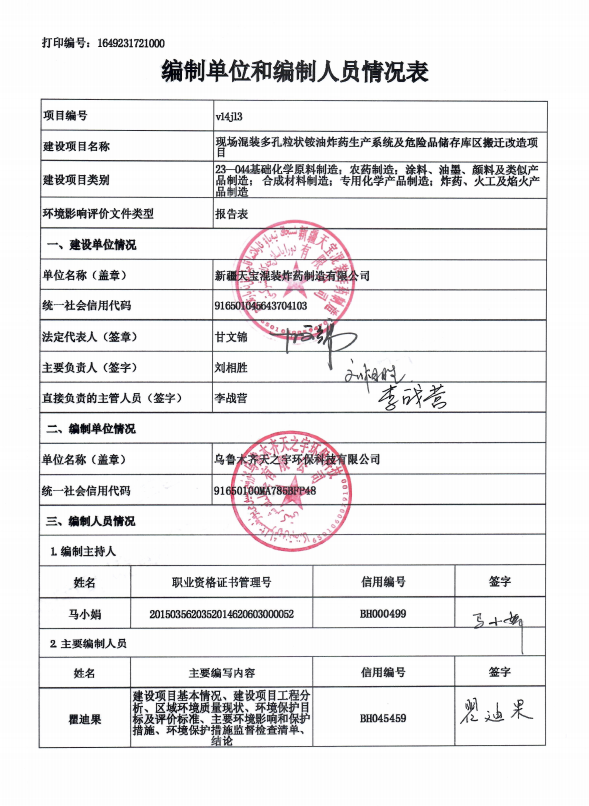 打印编号：1649231721000
编制单位和编制人员情况表
项目编号 v14jl3
建设项目名称 现场混装多孔粒状铵油炸药生产系统及危险品储存库区搬迁改造项
目
建设项目类别 23—044基础化学原料制造；农药制造；涂料、油墨、颜料及类似产
品制造；合成材料制造；专用化学产品制造；炸药、火工及焰火产
品制造
环境影响评价文件类型 报告表
一、建设单位情况
单位名称（盖章） 新疆天宝混装炸药制造有限公司
统一社会信用代码 916501045643704103
法定代表人（签章） 甘文锦
主要负责人（签字） 刘相胜 刘相胜
直接负责的主管人员（签字） 李战营 李战营
二、编制单位情况
单位名称（盖章） 乌鲁木齐天之宇环保科技有限公司
统一社会信用代码
三、编制人员情况
1.编制主持人
姓名 职业资格证书管理号 信用编号 签字
马小娟 2015035620352014620603000052 BH000499 马小娟
2.主要编制人员
姓名 主要编写内容 信用编号 签字
瞿迪果 建设项目基本情况、建设项目工程分
析、区域环境质量现状、环境保护目
标及评价标准、主要环境影响和保护
措施、环境保护措施监督检查清单、
结论 BH045459 瞿迪果